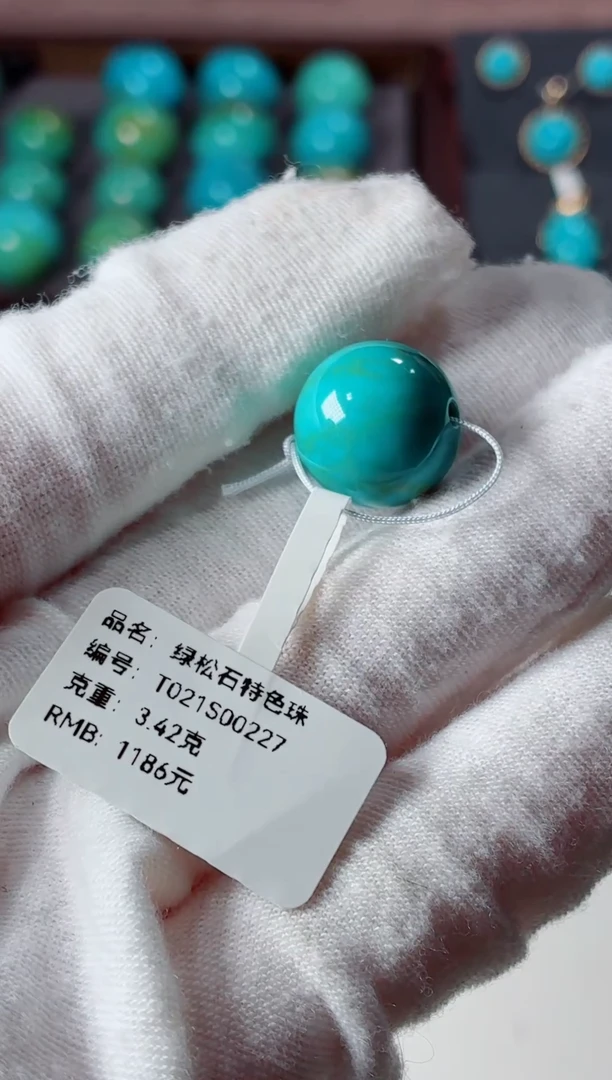 品名: 绿松石特色珠
编号: T021S00227
克重: 3.42克
RMB: 1186元